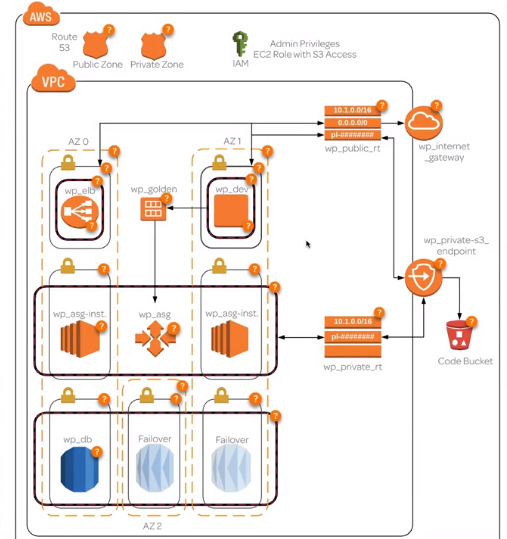 AWS
Route
53
Public Zone
Private Zone
IAM
Admin Privileges
EC2 Role with S3 Access
VPC
AZ 0
AZ 1
10.1.0.0/16
0.0.0.0/0
pl-########
wp_public_rt
wp_internet
_gateway
wp_elb
wp_golden
wp_dev
wp_private-s3_
endpoint
wp_asg-inst.
wp_asg
wp_asg-inst.
10.1.0.0/16
pl-########
wp_private_rt
Code Bucket
wp_db
Failover
Failover
AZ 2